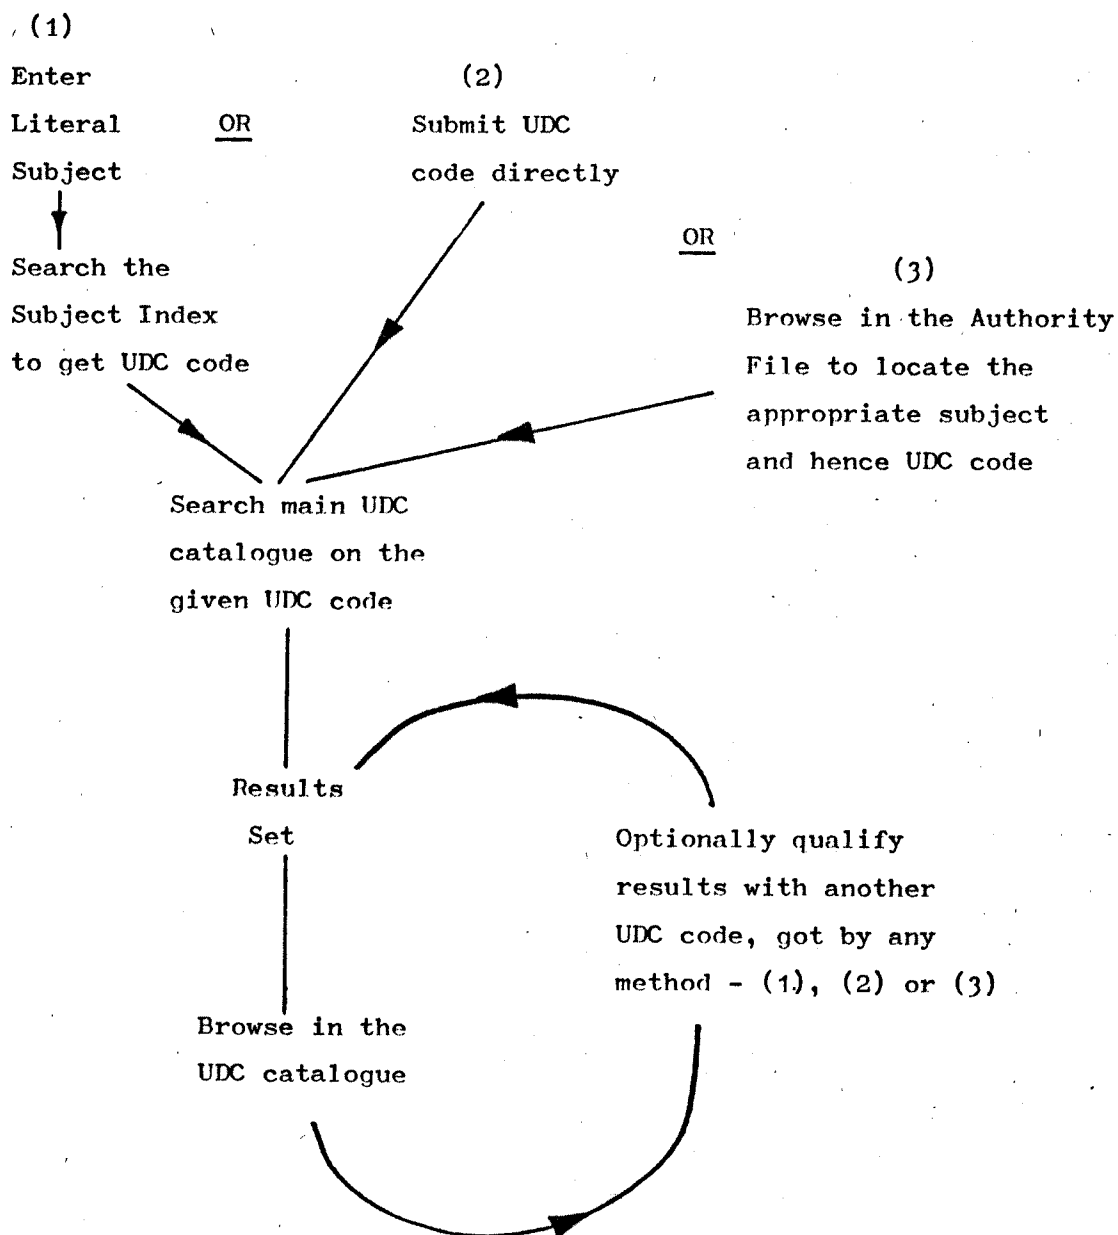 (1)
Enter
Literal
Subject
OR
(2)
Submit UDC
code directly
OR
(3)
Browse in the Authority
File to locate the
appropriate subject
and hence UDC code
Search the
Subject Index
to get UDC code
Search main UDC
catalogue on the
given UDC code
Results
Set
Optionally qualify
results with another
UDC code, got by any
method - (1), (2) or (3)
Browse in the
UDC catalogue